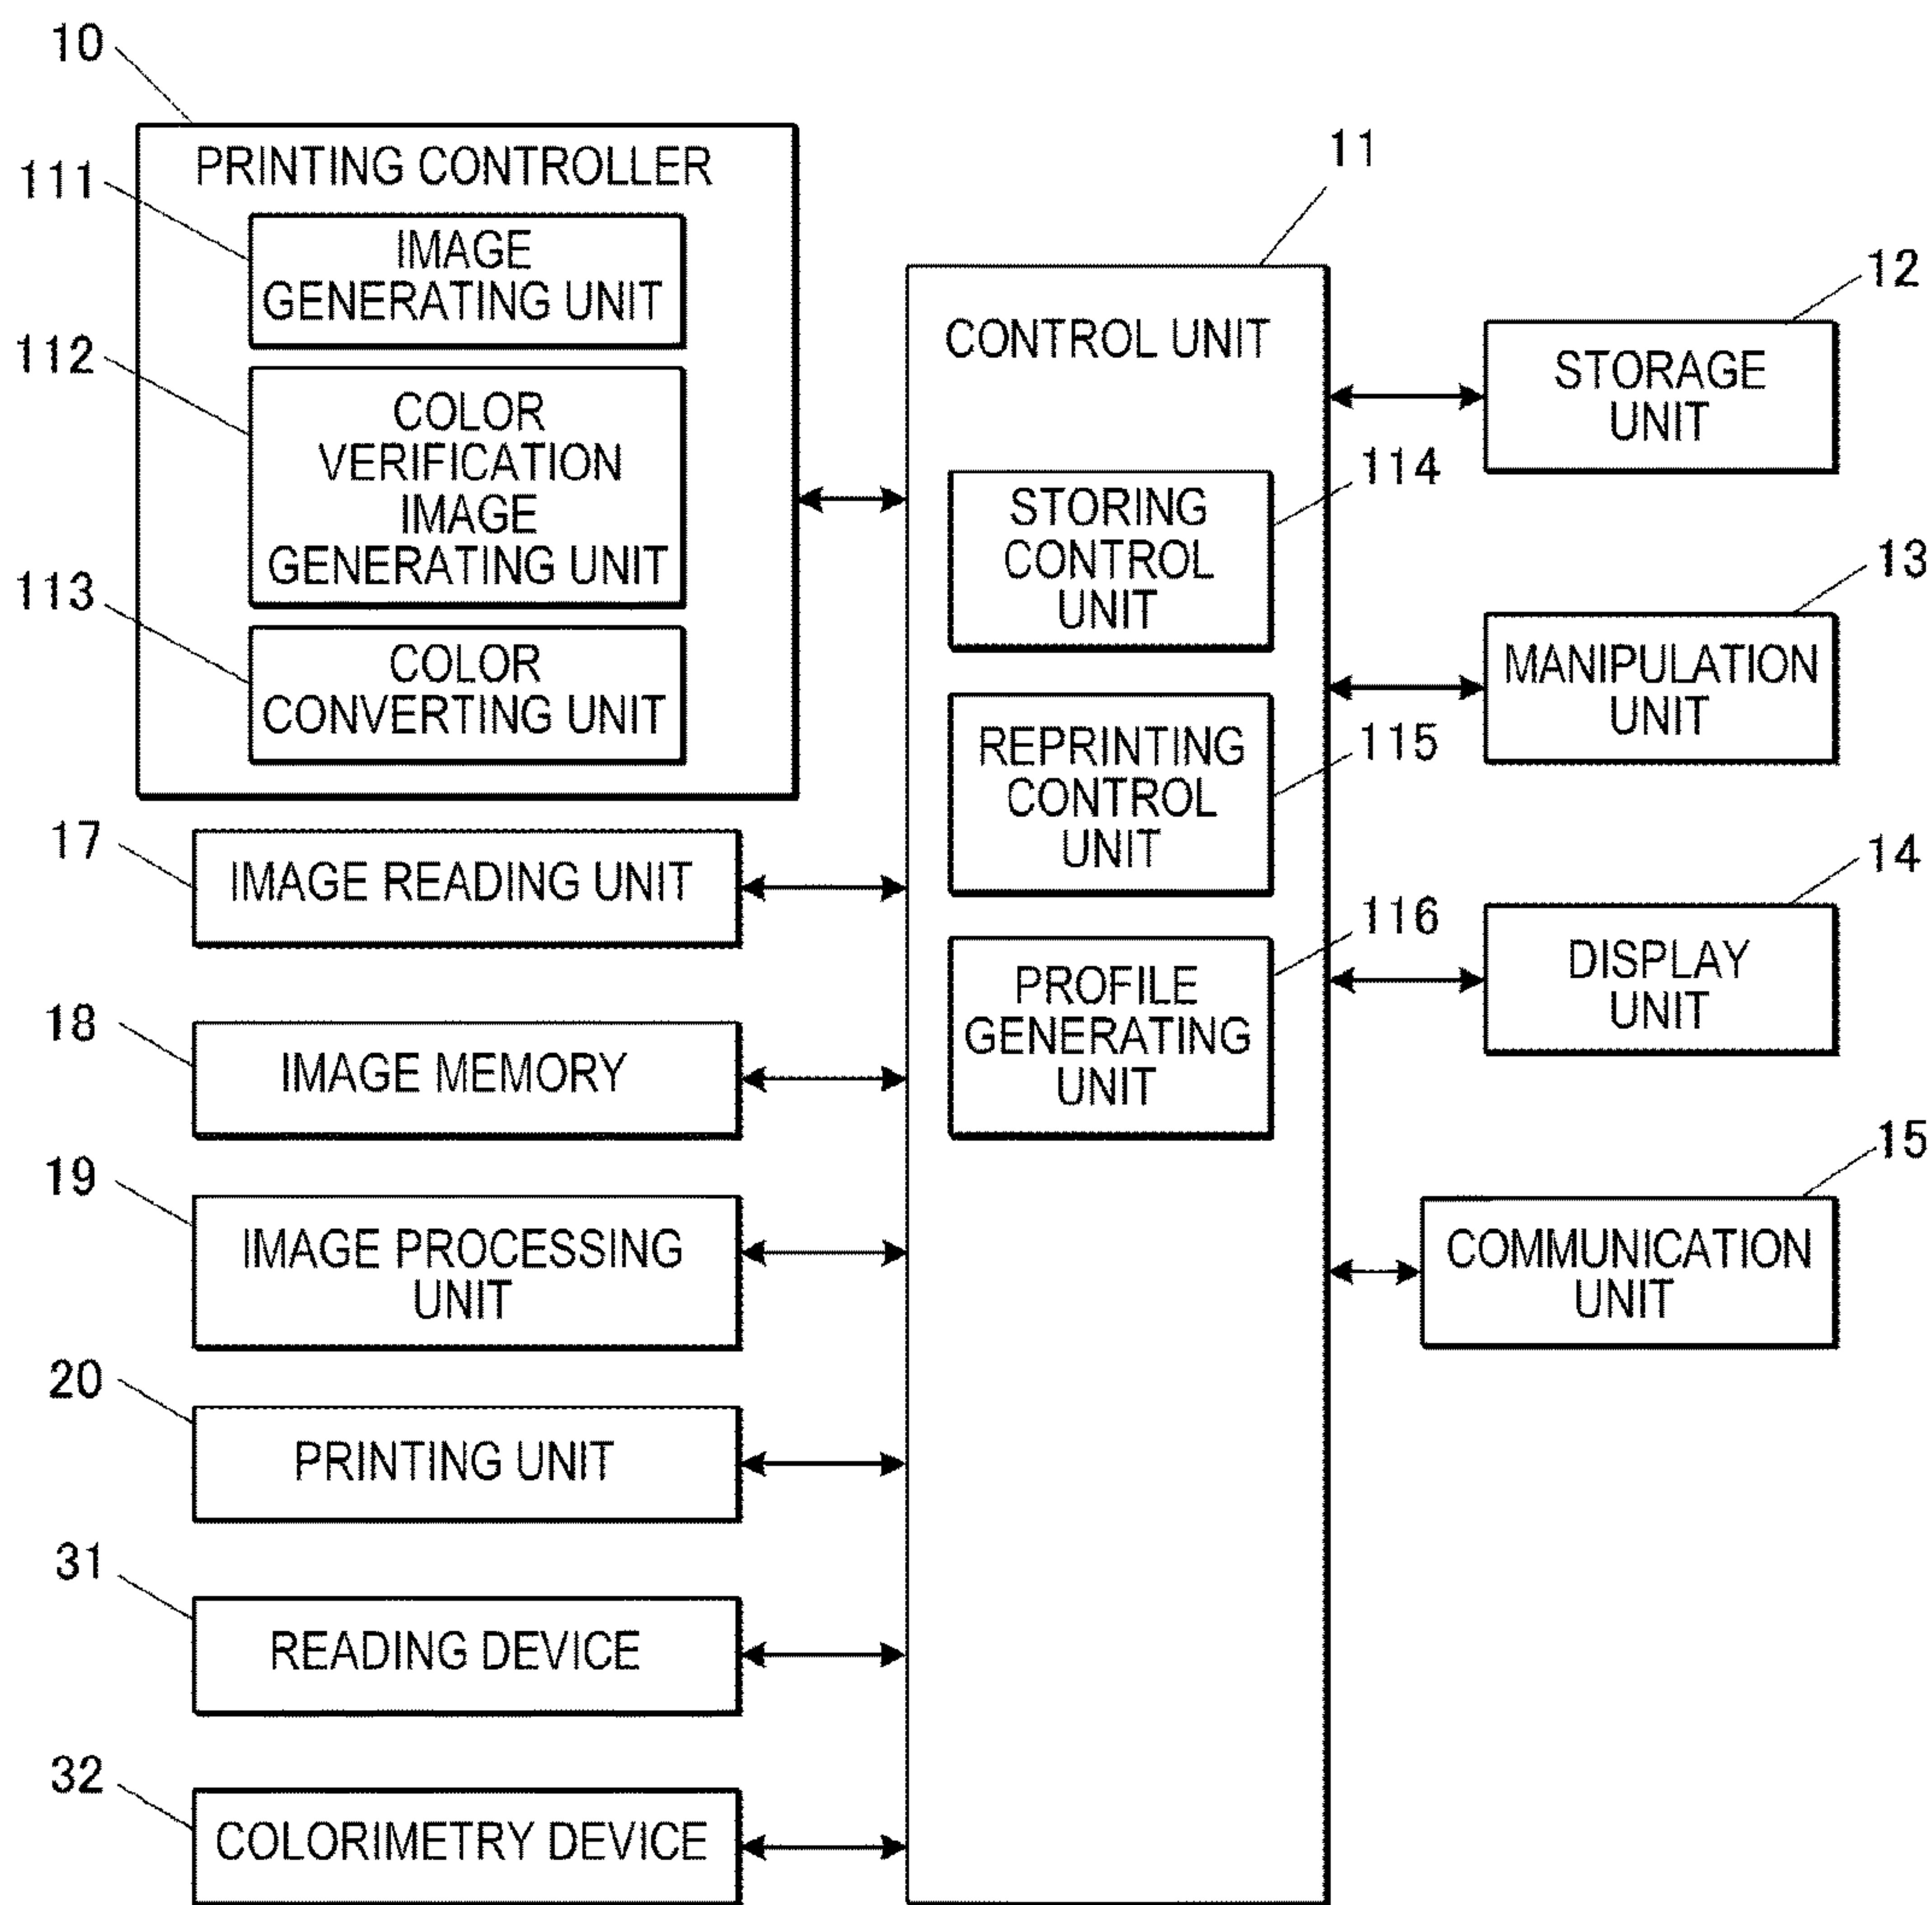 10
PRINTING CONTROLLER
111
IMAGE
GENERATING UNIT
112
COLOR
VERIFICATION
IMAGE
GENERATING UNIT
113
COLOR
CONVERTING UNIT
17
IMAGE READING UNIT
18
IMAGE MEMORY
19
IMAGE PROCESSING
UNIT
20
PRINTING UNIT
31
READING DEVICE
32
COLORIMETRY DEVICE
11
CONTROL UNIT
114
STORING
CONTROL
UNIT
115
REPRINTING
CONTROL
UNIT
116
PROFILE
GENERATING
UNIT
12
STORAGE
UNIT
13
MANIPULATION
UNIT
14
DISPLAY
UNIT
15
COMMUNICATION
UNIT